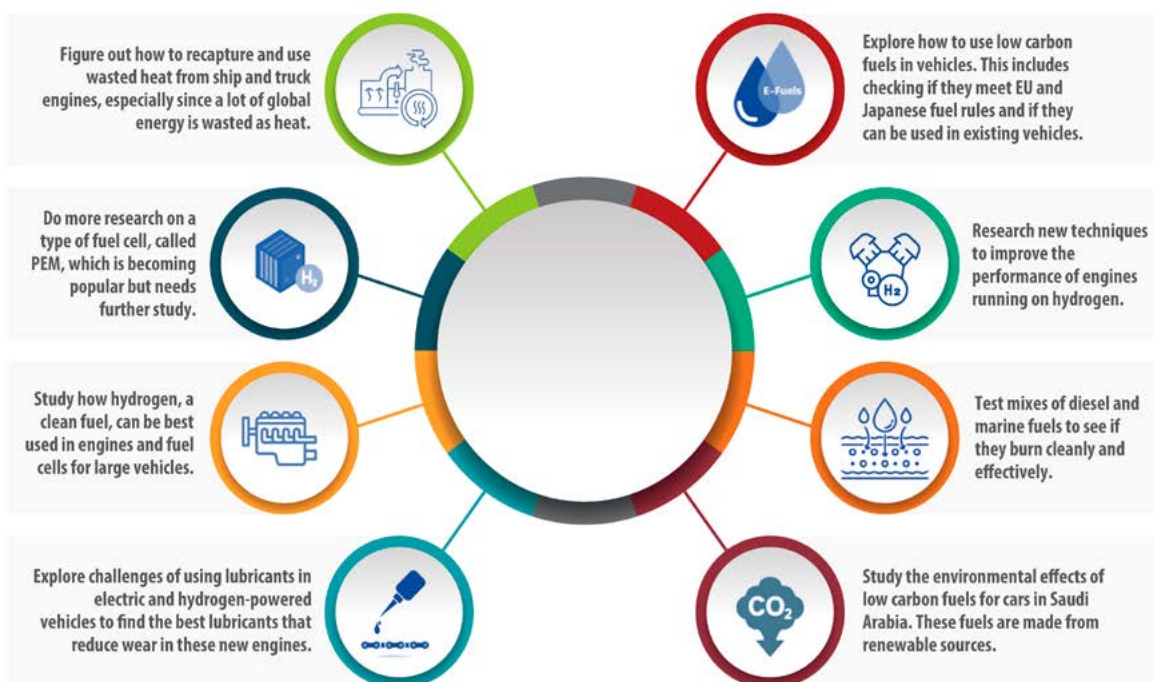 Figure out how to recapture and use
wasted heat from ship and truck
engines, especially since a lot of global
energy is wasted as heat.
Do more research on a
type of fuel cell, called
PEM, which is becoming
popular but needs
further study.
H2
Study how hydrogen, a
clean fuel, can be best
used in engines and fuel
cells for large vehicles.
Explore challenges of using lubricants in
electric and hydrogen-powered
vehicles to find the best lubricants that
reduce wear in these new engines.
E-Fuels
Explore how to use low carbon
fuels in vehicles. This includes
checking if they meet EU and
Japanese fuel rules and if they
can be used in existing vehicles.
H2
Research new techniques
to improve the
performance of engines
running on hydrogen.
Test mixes of diesel and
marine fuels to see if
they burn cleanly and
effectively.
CO₂
Study the environmental effects of
low carbon fuels for cars in Saudi
Arabia. These fuels are made from
renewable sources.